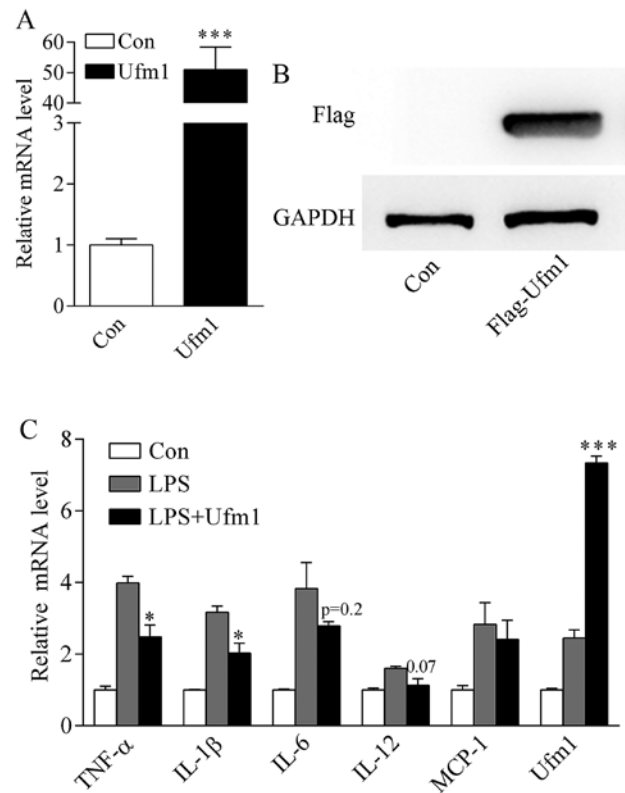 A
Relative mRNA level
60
50
40
3
2
1
0
Con
Ufm1
***
Con
Ufm1
B
Flag
GAPDH
Con
Flag-Ufm1
C
Relative mRNA level
8
6
4
2
0
Con
LPS
LPS+Ufm1
*
*
p=0.2
0.07
***
TNF-α
IL-1β
IL-6
IL-12
MCP-1
Ufm1